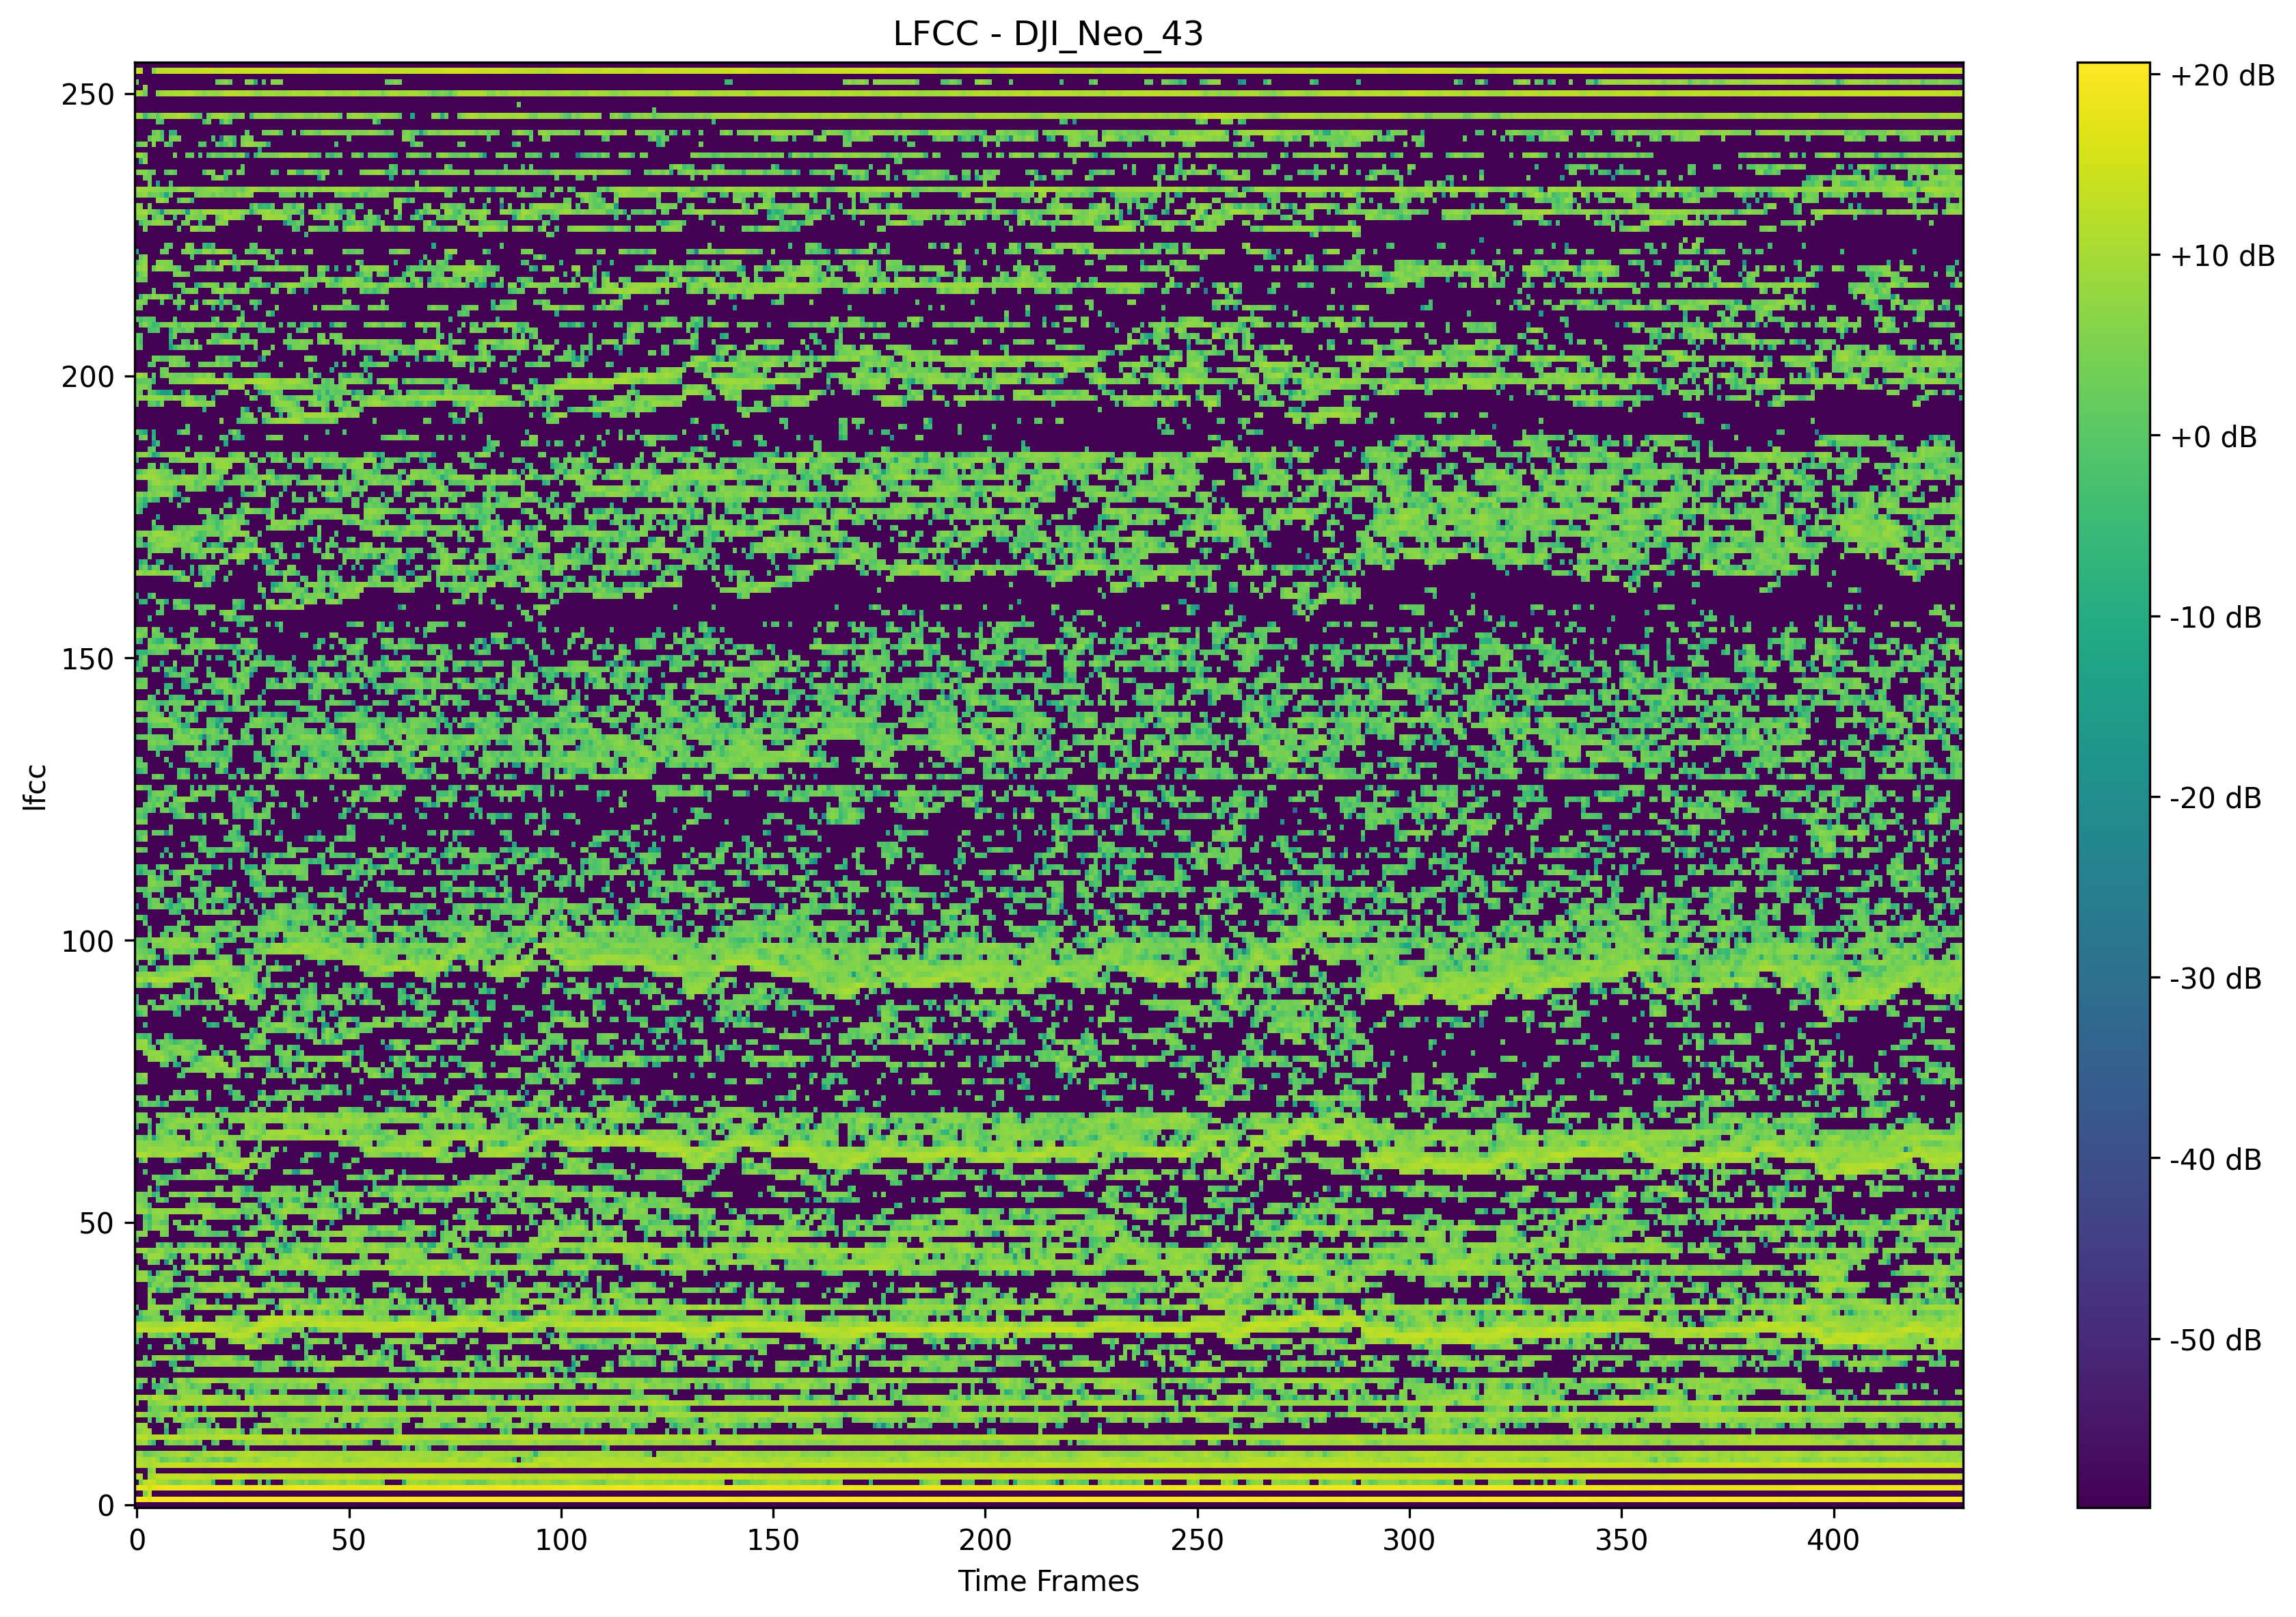 LFCC - DJI_Neo_43
250
200
150
100
50
0
lfcc
0 50 100 150 200 250 300 350 400
Time Frames
+20 dB
+10 dB
+0 dB
-10 dB
-20 dB
-30 dB
-40 dB
-50 dB